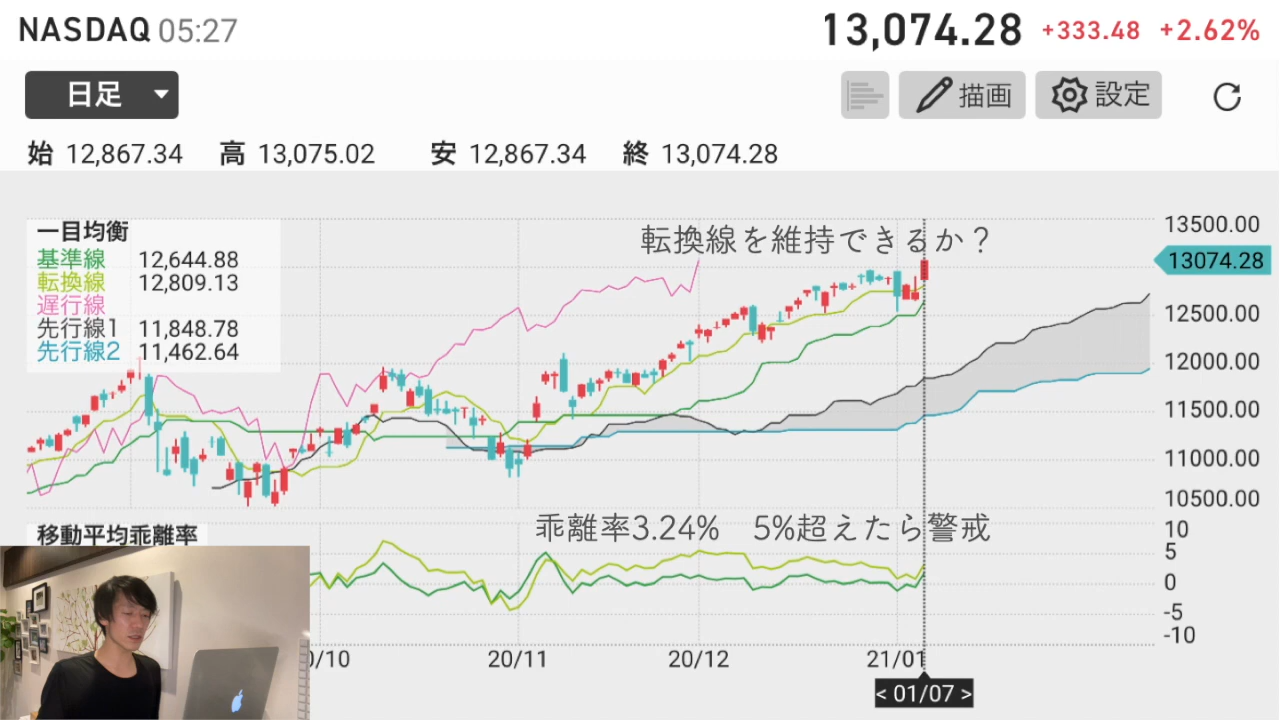 NASDAQ 05:27
13,074.28 +333.48 +2.62%
日足
描画
設定
始 12,867.34 高 13,075.02 安 12,867.34 終 13,074.28
一目均衡
基準線 12,644.88
転換線 12,809.13
遅行線
先行線1 11,848.78
先行線2 11,462.64
転換線を維持できるか？
13500.00
13074.28
12500.00
12000.00
11500.00
11000.00
10500.00
移動平均乖離率
乖離率3.24% 5%超えたら警戒
10
5
0
-5
-10
0/10
20/11
20/12
21/01
< 01/07 >